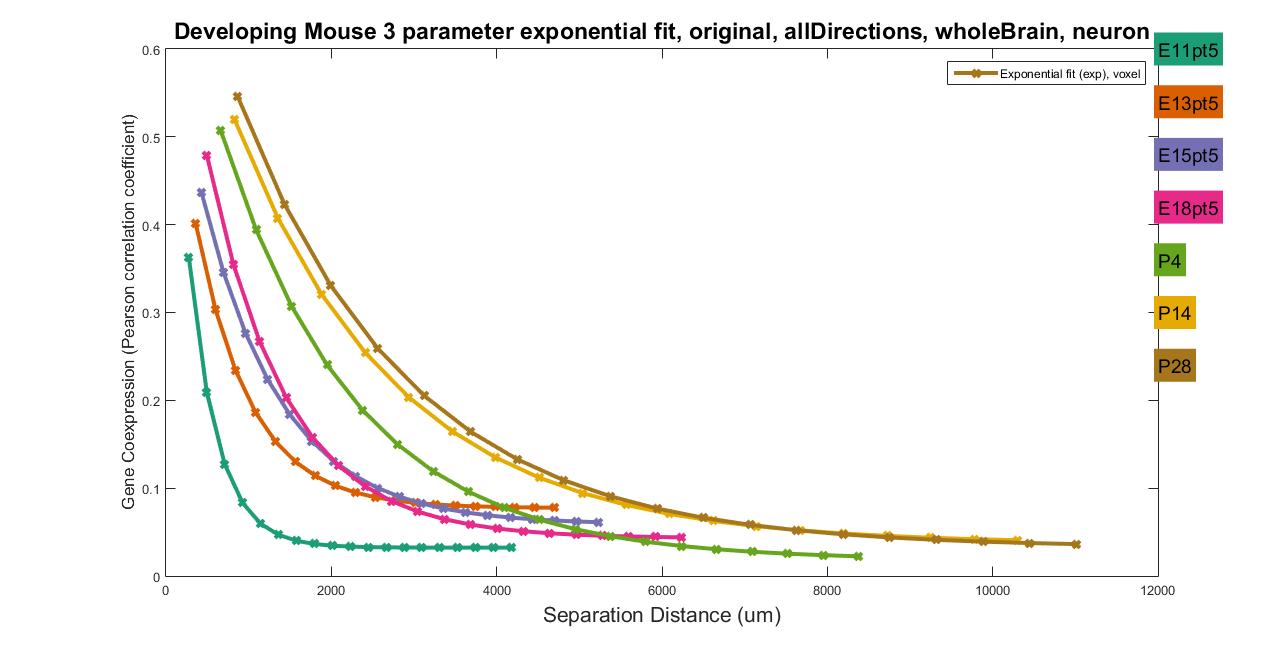 Developing Mouse 3 parameter exponential fit, original, allDirections, wholeBrain, neuron
Exponential fit (exp), voxel
E11pt5
E13pt5
E15pt5
E18pt5
P4
P14
P28
Gene Coexpression (Pearson correlation coefficient)
0.6
0.5
0.4
0.3
0.2
0.1
0
0 2000 4000 6000 8000 10000 12000
Separation Distance (um)